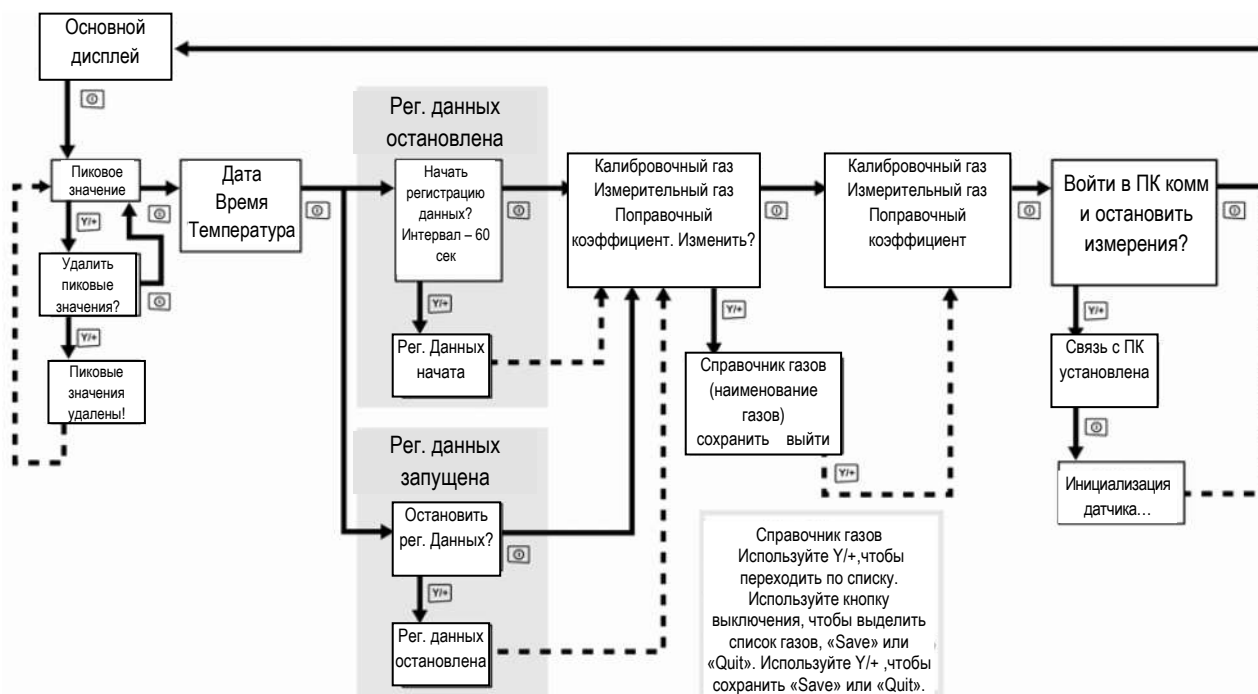 Основной
дисплей
Пиковое
значение
Y/+
Удалить
пиковые
значения?
Y/+
Пиковые
значения
удалены!
Дата
Время
Температура
Рег. данных
остановлена
Начать
регистрацию
данных?
Интервал – 60
сек
Y/+
Рег. Данных
начата
Рег. данных
запущена
Остановить
рег. Данных?
Y/+
Рег. данных
остановлена
Калибровочный газ
Измерительный газ
Поправочный
коэффициент. Изменить?
Y/+
Справочник газов
(наименование
газов)
сохранить выйти
Y/+
Калибровочный газ
Измерительный газ
Поправочный
коэффициент
Войти в ПК комм
и остановить
измерения?
Y/+
Связь с ПК
установлена
Инициализация
датчика…
Справочник газов
Используйте Y/+,чтобы
переходить по списку.
Используйте кнопку
выключения, чтобы выделить
список газов, «Save» или
«Quit». Используйте Y/+ ,чтобы
сохранить «Save» или «Quit».